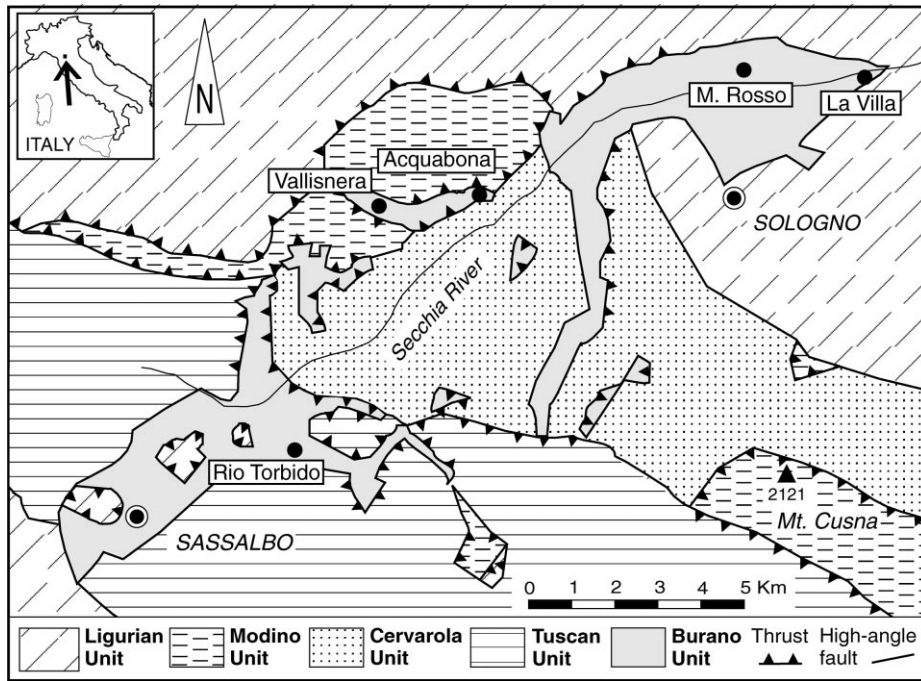 ITALY
N
M. Rosso
La Villa
Acquabona
Vallisnera
SOLOGNO
Secchia River
Rio Torbido
2121
Mt. Cusna
SASSALBO
0 1 2 3 4 5 Km
Ligurian Unit
Modino Unit
Cervarola Unit
Tuscan Unit
Burano Unit
Thrust
High-angle fault